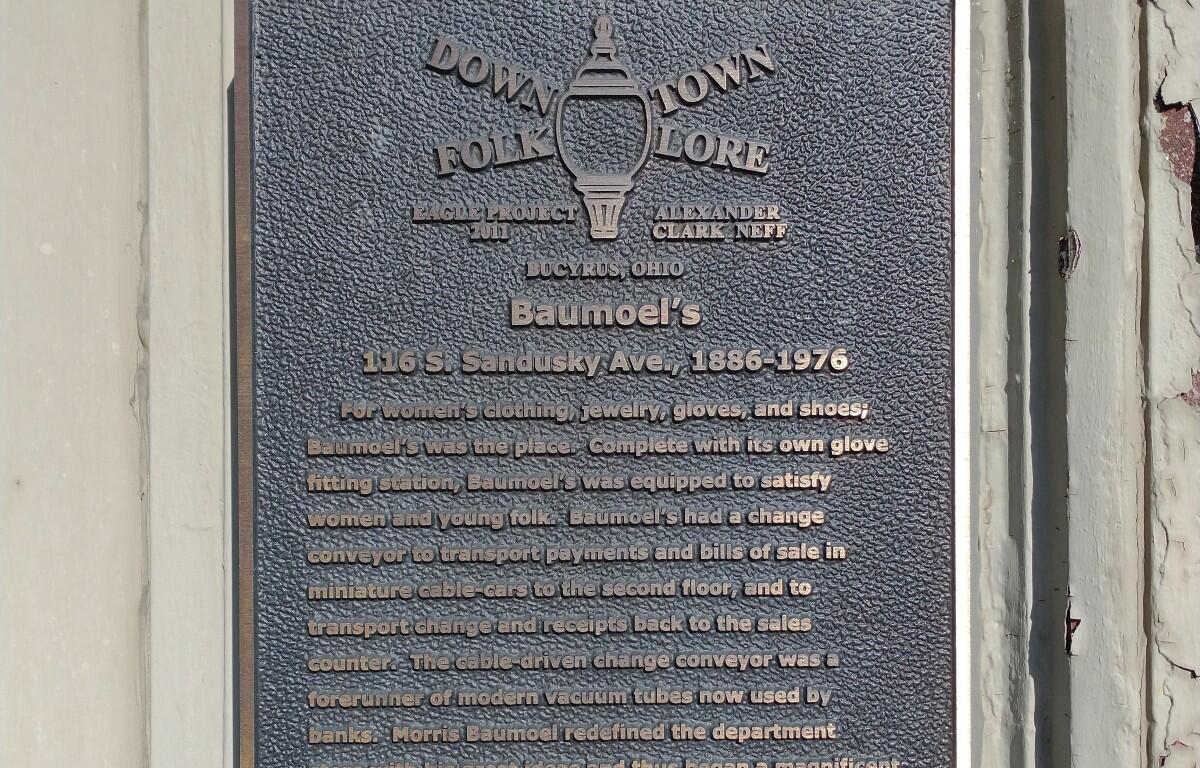 DOWN TOWN
FOLK LORE
EAGLE PROJECT ALEXANDER
2011 CLARK NEFF
BUCYRUS, OHIO
Baumoel's
116 S. Sandusky Ave., 1886-1976
For women's clothing, jewelry, gloves, and shoes;
Baumoel's was the place. Complete with its own glove
fitting station, Baumoel's was equipped to satisfy
women and young folk. Baumoel's had a change
conveyor to transport payments and bills of sale in
miniature cable-cars to the second floor, and to
transport change and receipts back to the sales
counter. The cable-driven change conveyor was a
forerunner of modern vacuum tubes now used by
banks. Morris Baumoel redefined the department
ideas and thus began a magnificent